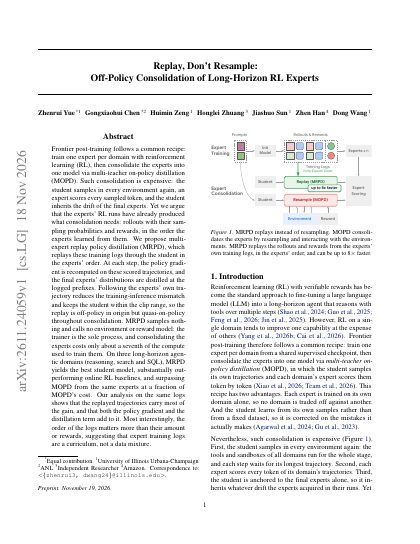 arXiv:2611.24059v1 [cs.LG] 18 Nov 2026
Replay, Don't Resample:
Off-Policy Consolidation of Long-Horizon RL Experts
Zhenrui Yue *1 Gongxiaohui Chen *2 Huimin Zeng 1 Honglei Zhuang 3 Jiashuo Sun 1 Zhen Han 4 Dong Wang 1
Abstract
Frontier post-training follows a common recipe:
train one expert per domain with reinforcement
learning (RL), then consolidate the experts into
one model via multi-teacher on-policy distillation
(MOPD). Such consolidation is expensive: the
student samples in every environment again, an
expert scores every sampled token, and the student
inherits the drift of the final experts. Yet we argue
that the experts' RL runs have already produced
what consolidation needs: rollouts with their sam-
pling probabilities and rewards, in the order the
experts learned from them. We propose multi-
expert replay policy distillation (MRPD), which
replays these training logs through the student in
the experts' order. At each step, the policy gradi-
ent is recomputed on these scored trajectories, and
the final experts' distributions are distilled at the
logged prefixes. Following the experts' own tra-
jectory reduces the training-inference mismatch
and keeps the student within the clip range, so the
replay is off-policy in origin but quasi-on-policy
throughout consolidation. MRPD samples noth-
ing and calls no environment or reward model: the
trainer is the sole process, and consolidating the
experts costs only about a seventh of the compute
used to train them. On three long-horizon agen-
tic domains (reasoning, search and SQL), MRPD
yields the best student model, substantially out-
performing online RL baselines, and surpassing
MOPD from the same experts at a fraction of
MOPD's cost. Our analysis on the same logs
shows that the replayed trajectories carry most
of the gain, and that both the policy gradient and
the distillation term add to it. Most interestingly,
the order of the logs matters more than their amount
or reward, suggesting that expert training logs
are a curriculum, not a data mixture.
*Equal contribution 1University of Illinois Urbana-Champaign
2ANL 3Independent Researcher 4Amazon. Correspondence to:
<{zhenrui3, dwang24}@illinois.edu>.
Preprint. November 19, 2026.
Prompts
Rollouts & Rewards
Expert
Training
Init
Model
Experts
Training Logs
Expert
Consolidation
Student
Replay (MRPD)
up to 8x faster
Student
Resample (MOPD)
Expert
Scoring
Environment
Reward
Figure 1. MRPD replays instead of resampling. MOPD consoli-
dates the experts by resampling and interacting with the environ-
ments. MRPD replays the rollouts and rewards from the experts'
own training logs, in the experts' order, and can be up to 8× faster.
1. Introduction
Reinforcement learning (RL) with verifiable rewards has be-
come the standard approach to fine-tuning a large language
model (LLM) into a long-horizon agent that reasons with
tools over multiple steps (Shao et al., 2024; Guo et al., 2025;
Feng et al., 2026; Jin et al., 2025). However, RL on a sin-
gle domain tends to improve one capability at the expense
of others (Yang et al., 2026b; Cui et al., 2026). Frontier
post-training therefore follows a common recipe: train one
expert per domain from a shared supervised checkpoint, then
consolidate the experts into one model via multi-teacher on-
policy distillation (MOPD), in which the student samples
its own trajectories and each domain's expert scores them
token by token (Xiao et al., 2026; Team et al., 2026). This
recipe has two advantages. Each expert is trained on its own
domain alone, so no domain is traded off against another.
And the student learns from its own samples rather than
from a fixed dataset, so it is corrected on the mistakes it
actually makes (Agarwal et al., 2024; Gu et al., 2023).
Nevertheless, such consolidation is expensive (Figure 1).
First, the student samples in every environment again: the
tools and sandboxes of all domains run for the whole stage,
and each step waits for its longest trajectory. Second, each
expert scores every token of its domain's trajectories. Third,
the student is anchored to the final experts alone, so it in-
herits whatever drift the experts acquired in their runs. Yet
1